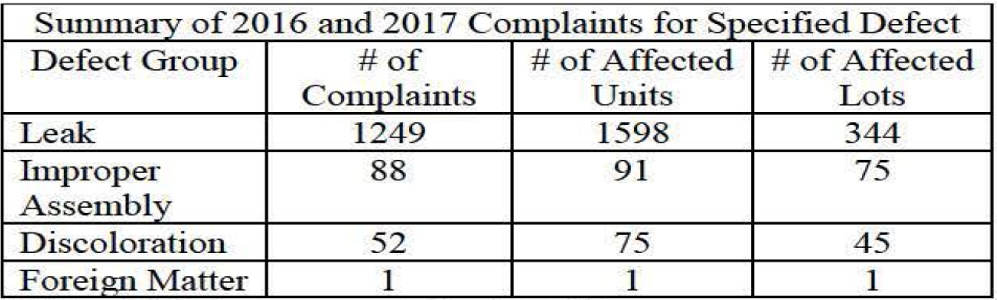 Summary of 2016 and 2017 Complaints for Specified Defect
Defect Group # of Complaints # of Affected Units # of Affected Lots
Leak 1249 1598 344
Improper Assembly 88 91 75
Discoloration 52 75 45
Foreign Matter 1 1 1